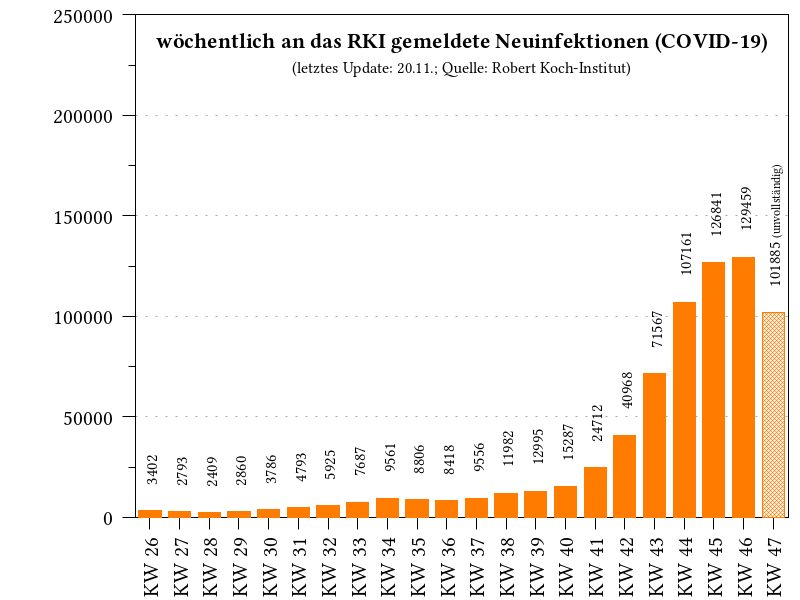 wöchentlich an das RKI gemeldete Neuinfektionen (COVID-19)
(letztes Update: 20.11.; Quelle: Robert Koch-Institut)
250000
200000
150000
100000
50000
0
3402
2793
2409
2860
3786
4793
5925
7687
9561
8806
8418
9556
11982
12995
15287
24712
40968
71567
107161
126841
129459
101885 (unvollständig)
KW 26
KW 27
KW 28
KW 29
KW 30
KW 31
KW 32
KW 33
KW 34
KW 35
KW 36
KW 37
KW 38
KW 39
KW 40
KW 41
KW 42
KW 43
KW 44
KW 45
KW 46
KW 47